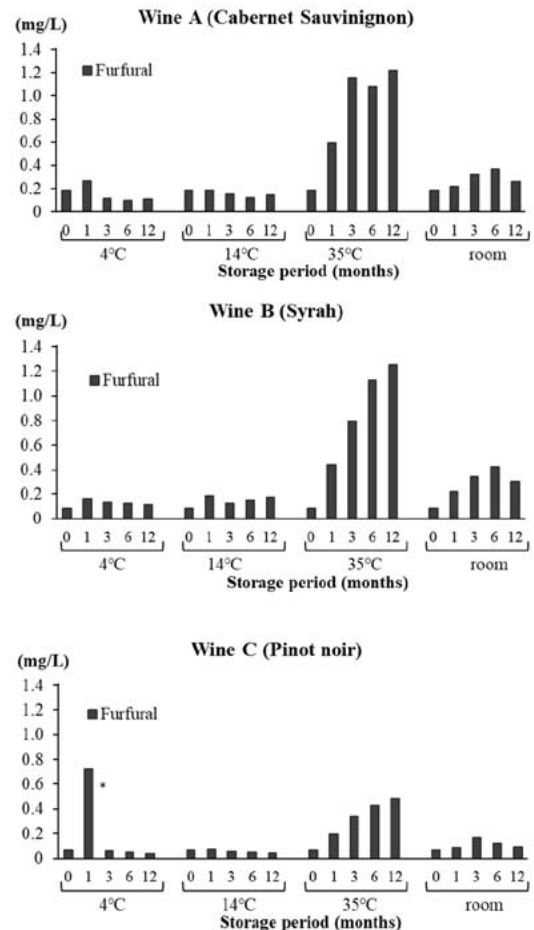 Wine A (Cabernet Sauvinignon)
(mg/L)
1.4
1.2
1.0
0.8
0.6
0.4
0.2
0
Furfural
0 1 3 6 12 0 1 3 6 12 0 1 3 6 12 0 1 3 6 12
4°C 14°C 35°C room
Storage period (months)
Wine B (Syrah)
(mg/L)
1.4
1.2
1.0
0.8
0.6
0.4
0.2
0
Furfural
0 1 3 6 12 0 1 3 6 12 0 1 3 6 12 0 1 3 6 12
4°C 14°C 35°C room
Storage period (months)
Wine C (Pinot noir)
(mg/L)
1.4
1.2
1.0
0.8
0.6
0.4
0.2
0
Furfural
*
0 1 3 6 12 0 1 3 6 12 0 1 3 6 12 0 1 3 6 12
4°C 14°C 35°C room
Storage period (months)